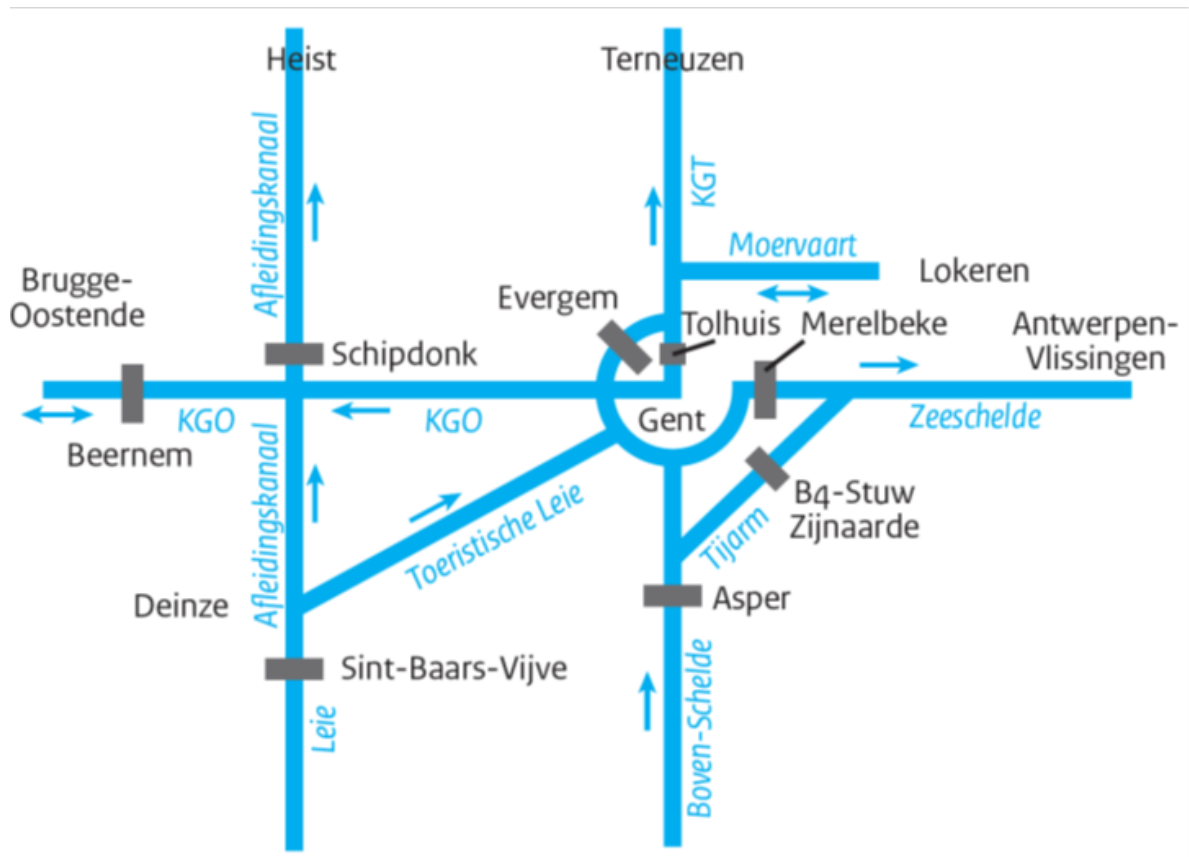 Heist
Terneuzen
Afleidingskanaal
KGT
Moervaart
Lokeren
Brugge-
Oostende
Evergem
Tolhuis
Merelbeke
Antwerpen-
Vlissingen
Schipdonk
KGO
KGO
Gent
Zeeschelde
Beernem
Afleidingskanaal
Toeristische Leie
B4-Stuw
Zijnaarde
Tijarm
Deinze
Asper
Sint-Baars-Vijve
Leie
Boven-Schelde